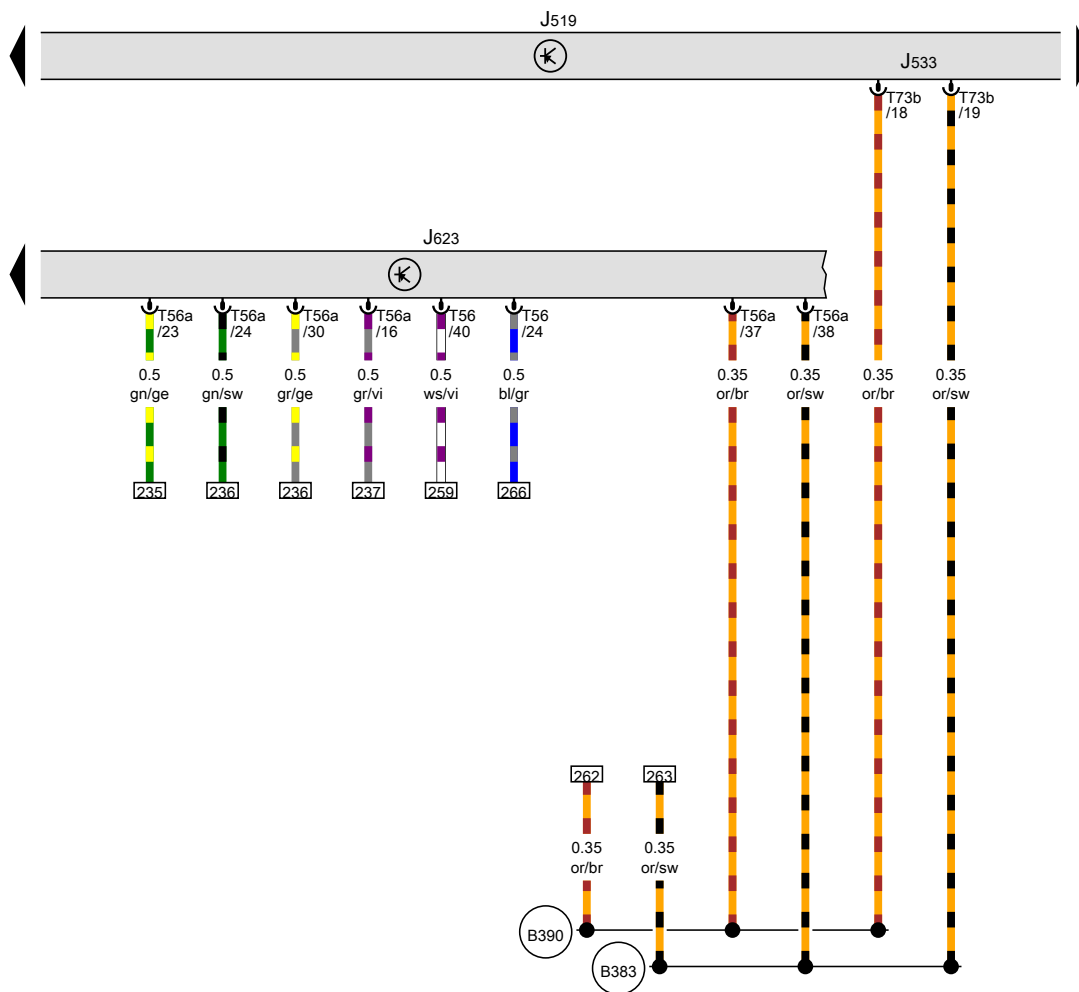 J519
J533
T73b
/18
T73b
/19
J623
T56a
/23
T56a
/24
T56a
/30
T56a
/16
T56
/40
T56
/24
T56a
/37
T56a
/38
0.5
gn/ge
0.5
gn/sw
0.5
gr/ge
0.5
gr/vi
0.5
ws/vi
0.5
bl/gr
0.35
or/br
0.35
or/sw
0.35
or/br
0.35
or/sw
235
236
236
237
259
266
262
263
0.35
or/br
0.35
or/sw
B390
B383